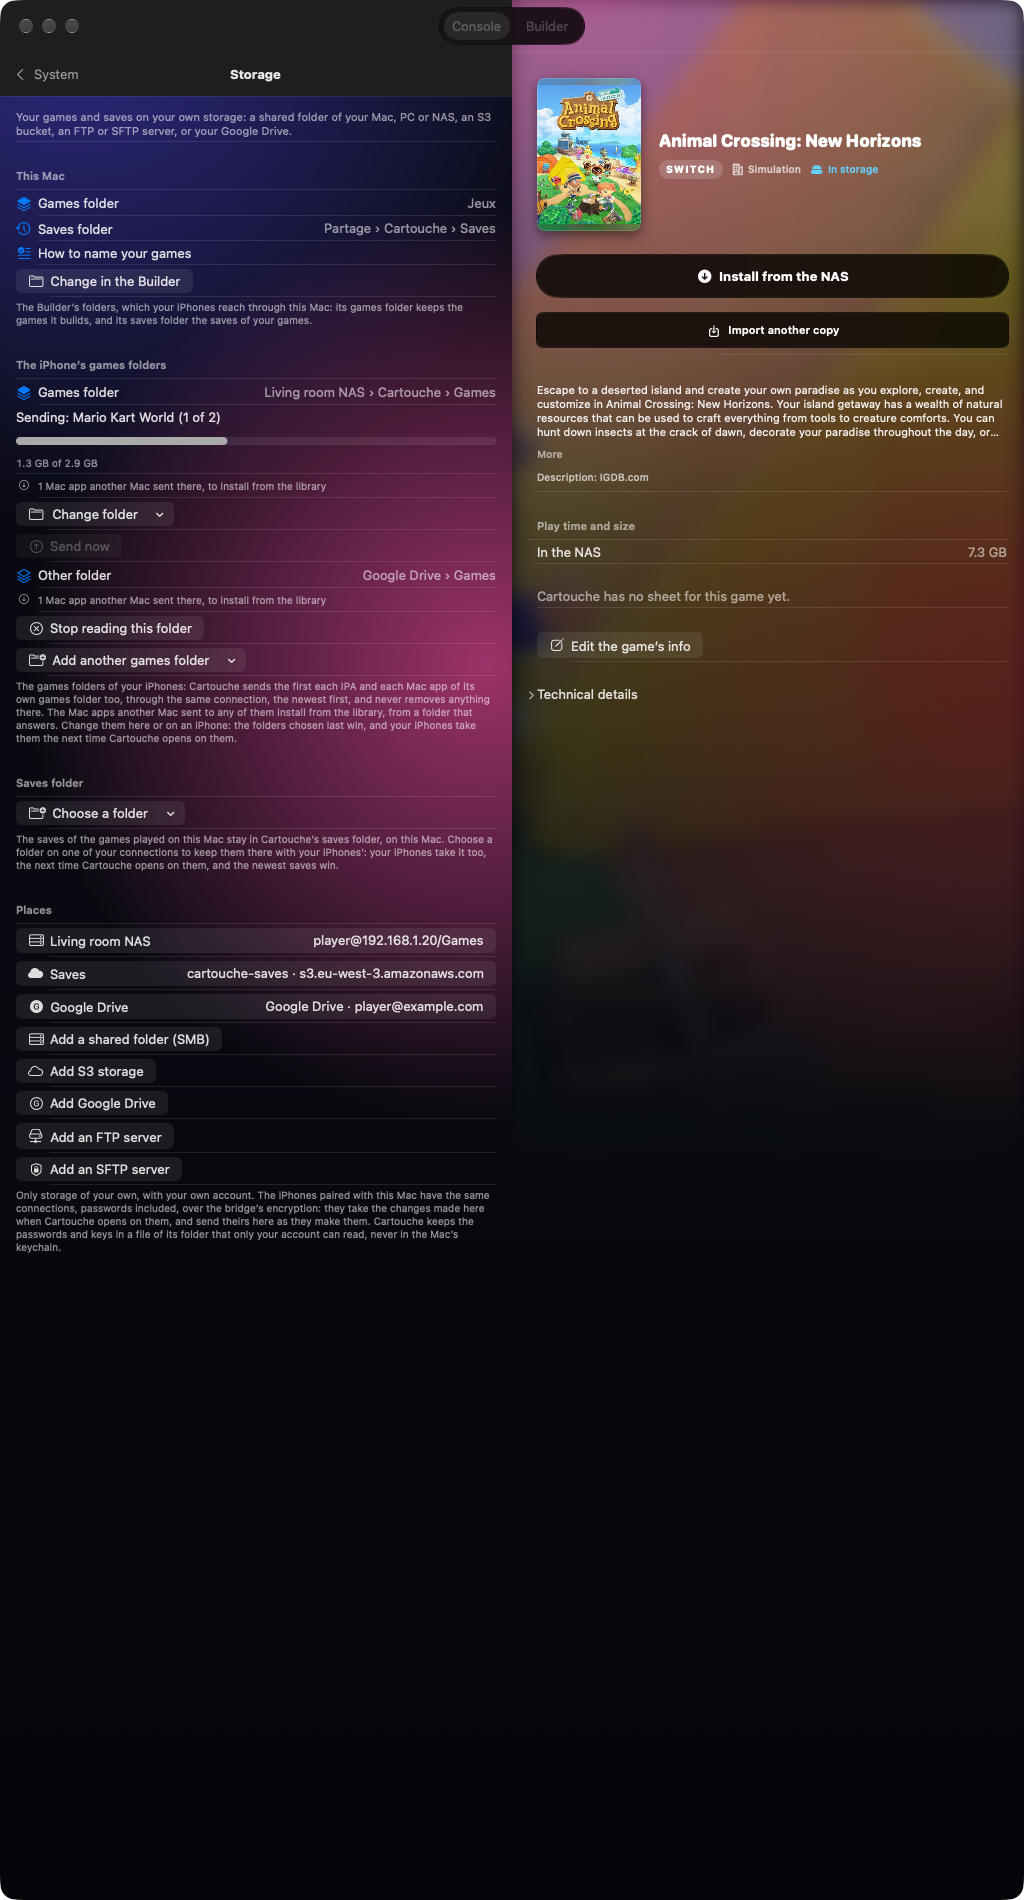 Console
Builder
System
Storage
Your games and saves on your own storage: a shared folder of your Mac, PC or NAS, an S3
bucket, an FTP or SFTP server, or your Google Drive.
This Mac
Games folder
Jeux
Saves folder
Partage › Cartouche › Saves
How to name your games
Change in the Builder
The Builder's folders, which your iPhones reach through this Mac: its games folder keeps the
games it builds, and its saves folder the saves of your games.
The iPhone's games folders
Games folder
Living room NAS › Cartouche › Games
Sending: Mario Kart World (1 of 2)
1.3 GB of 2.9 GB
1 Mac app another Mac sent there, to install from the library
Change folder
Send now
Other folder
Google Drive › Games
1 Mac app another Mac sent there, to install from the library
Stop reading this folder
Add another games folder
The games folders of your iPhones: Cartouche sends the first each IPA and each Mac app of its
own games folder too, through the same connection, the newest first, and never removes anything
there. The Mac apps another Mac sent to any of them install from the library, from a folder that
answers. Change them here or on an iPhone: the folders chosen last win, and your iPhones take
them the next time Cartouche opens on them.
Saves folder
Choose a folder
The saves of the games played on this Mac stay in Cartouche's saves folder, on this Mac. Choose a
folder on one of your connections to keep them there with your iPhones': your iPhones take it too,
the next time Cartouche opens on them, and the newest saves win.
Places
Living room NAS
player@192.168.1.20/Games
Saves
cartouche-saves · s3.eu-west-3.amazonaws.com
Google Drive
Google Drive · player@example.com
Add a shared folder (SMB)
Add S3 storage
Add Google Drive
Add an FTP server
Add an SFTP server
Only storage of your own, with your own account. The iPhones paired with this Mac have the same
connections, passwords included, over the bridge's encryption: they take the changes made here
when Cartouche opens on them, and send theirs here as they make them. Cartouche keeps the
passwords and keys in a file of its folder that only your account can read, never in the Mac's
keychain.
Animal Crossing
Animal Crossing: New Horizons
SWITCH
Simulation
In storage
Install from the NAS
Import another copy
Escape to a deserted island and create your own paradise as you explore, create, and
customize in Animal Crossing: New Horizons. Your island getaway has a wealth of natural
resources that can be used to craft everything from tools to creature comforts. You can
hunt down insects at the crack of dawn, decorate your paradise throughout the day, or...
More
Description: IGDB.com
Play time and size
In the NAS
7.3 GB
Cartouche has no sheet for this game yet.
Edit the game's info
Technical details